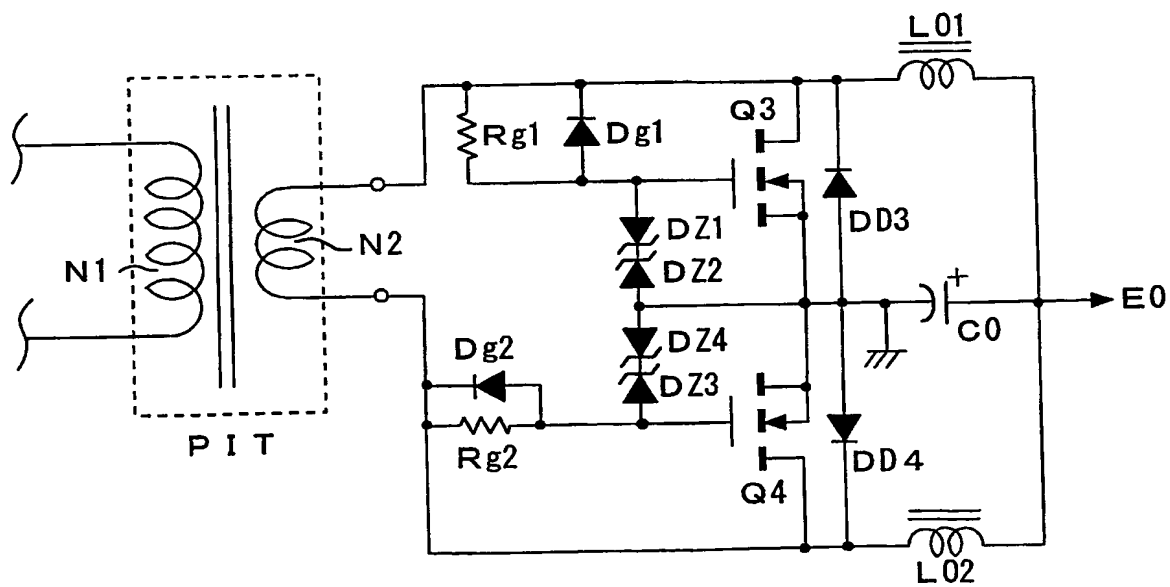 L01
Q3
Rg1
Dg1
DD3
N1
N2
DZ1
DZ2
+
C0
E0
DZ4
DZ3
Dg2
Rg2
DD4
PIT
Q4
L02